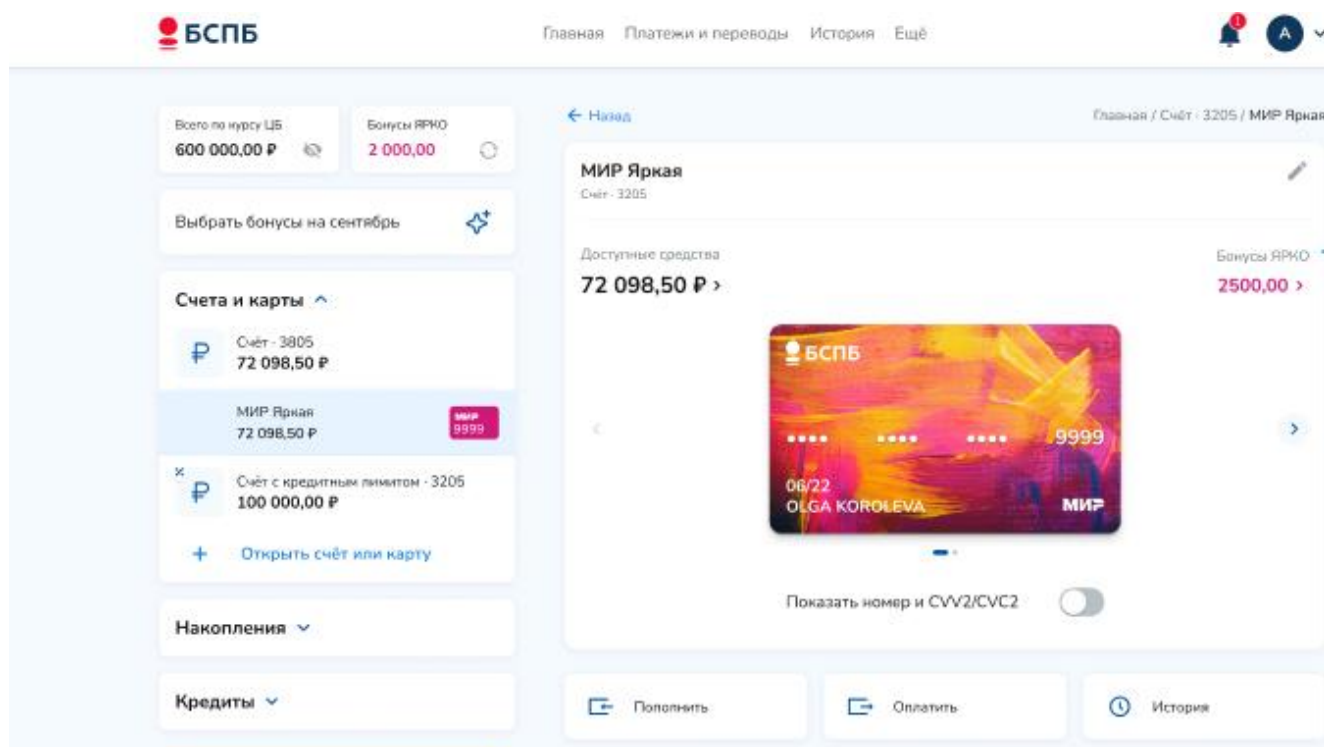 БСПБ
Главная Платежи и переводы История Ещё
1
А
Всего по курсу ЦБ
600 000,00 ₽
Бонусы ЯРКО
2 000,00
Выбрать бонусы на сентябрь
Счета и карты
Счёт · 3805
72 098,50 ₽
МИР Яркая
72 098,50 ₽
МИР
9999
Счёт с кредитным лимитом · 3205
100 000,00 ₽
+ Открыть счёт или карту
Накопления
Кредиты
← Назад
Главная / Счёт · 3205 / МИР Яркая
МИР Яркая
Счёт · 3205
Доступные средства
72 098,50 ₽ ›
Бонусы ЯРКО
2500,00 ›
БСПБ
•••• •••• •••• 9999
06/22
OLGA KOROLEVA
МИР
Показать номер и CVV2/CVC2
Пополнить
Оплатить
История